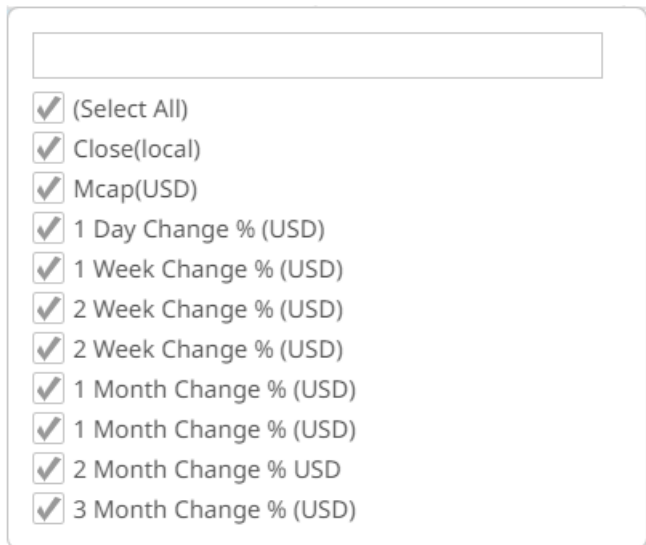 (Select All)
Close(local)
Mcap(USD)
1 Day Change % (USD)
1 Week Change % (USD)
2 Week Change % (USD)
2 Week Change % (USD)
1 Month Change % (USD)
1 Month Change % (USD)
2 Month Change % USD
3 Month Change % (USD)